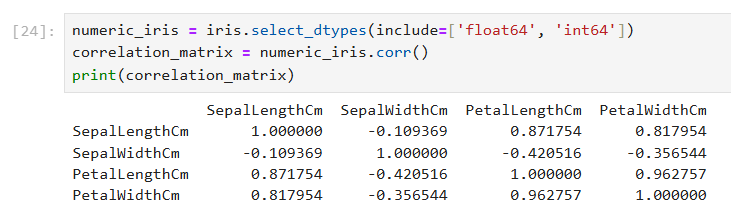 [24]: numeric_iris = iris.select_dtypes(include=['float64', 'int64'])
correlation_matrix = numeric_iris.corr()
print(correlation_matrix)
SepalLengthCm SepalWidthCm PetalLengthCm PetalWidthCm
SepalLengthCm 1.000000 -0.109369 0.871754 0.817954
SepalWidthCm -0.109369 1.000000 -0.420516 -0.356544
PetalLengthCm 0.871754 -0.420516 1.000000 0.962757
PetalWidthCm 0.817954 -0.356544 0.962757 1.000000